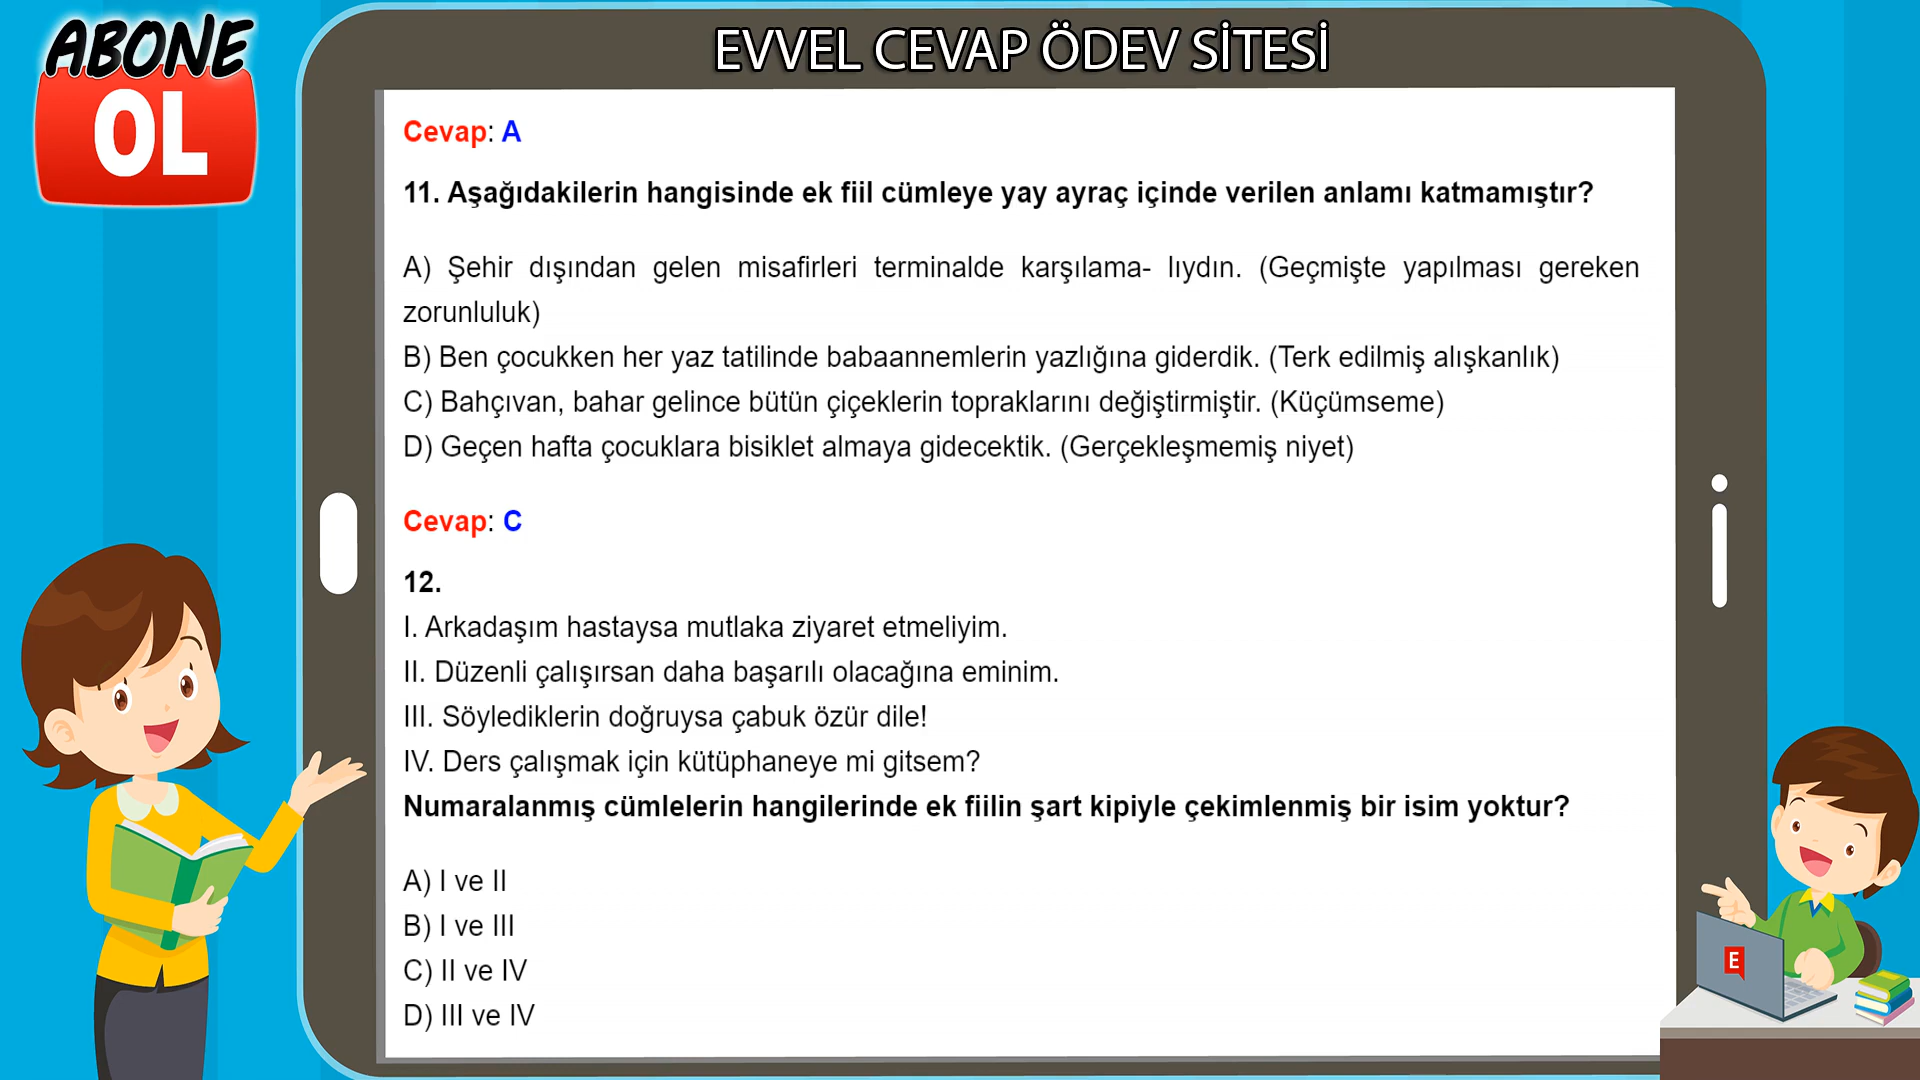 ABONE
OL
EVVEL CEVAP ÖDEV SİTESİ
Cevap: A
11. Aşağıdakilerin hangisinde ek fiil cümleye yay ayraç içinde verilen anlamı katmamıştır?
A) Şehir dışından gelen misafirleri terminalde karşılama- lıydın. (Geçmişte yapılması gereken
zorunluluk)
B) Ben çocukken her yaz tatilinde babaannemlerin yazlığına giderdik. (Terk edilmiş alışkanlık)
C) Bahçıvan, bahar gelince bütün çiçeklerin topraklarını değiştirmiştir. (Küçümseme)
D) Geçen hafta çocuklara bisiklet almaya gidecektik. (Gerçekleşmemiş niyet)
Cevap: C
12.
I. Arkadaşım hastaysa mutlaka ziyaret etmeliyim.
II. Düzenli çalışırsan daha başarılı olacağına eminim.
III. Söylediklerin doğruysa çabuk özür dile!
IV. Ders çalışmak için kütüphaneye mi gitsem?
Numaralanmış cümlelerin hangilerinde ek fiilin şart kipiyle çekimlenmiş bir isim yoktur?
A) I ve II
B) I ve III
C) II ve IV
D) III ve IV
E